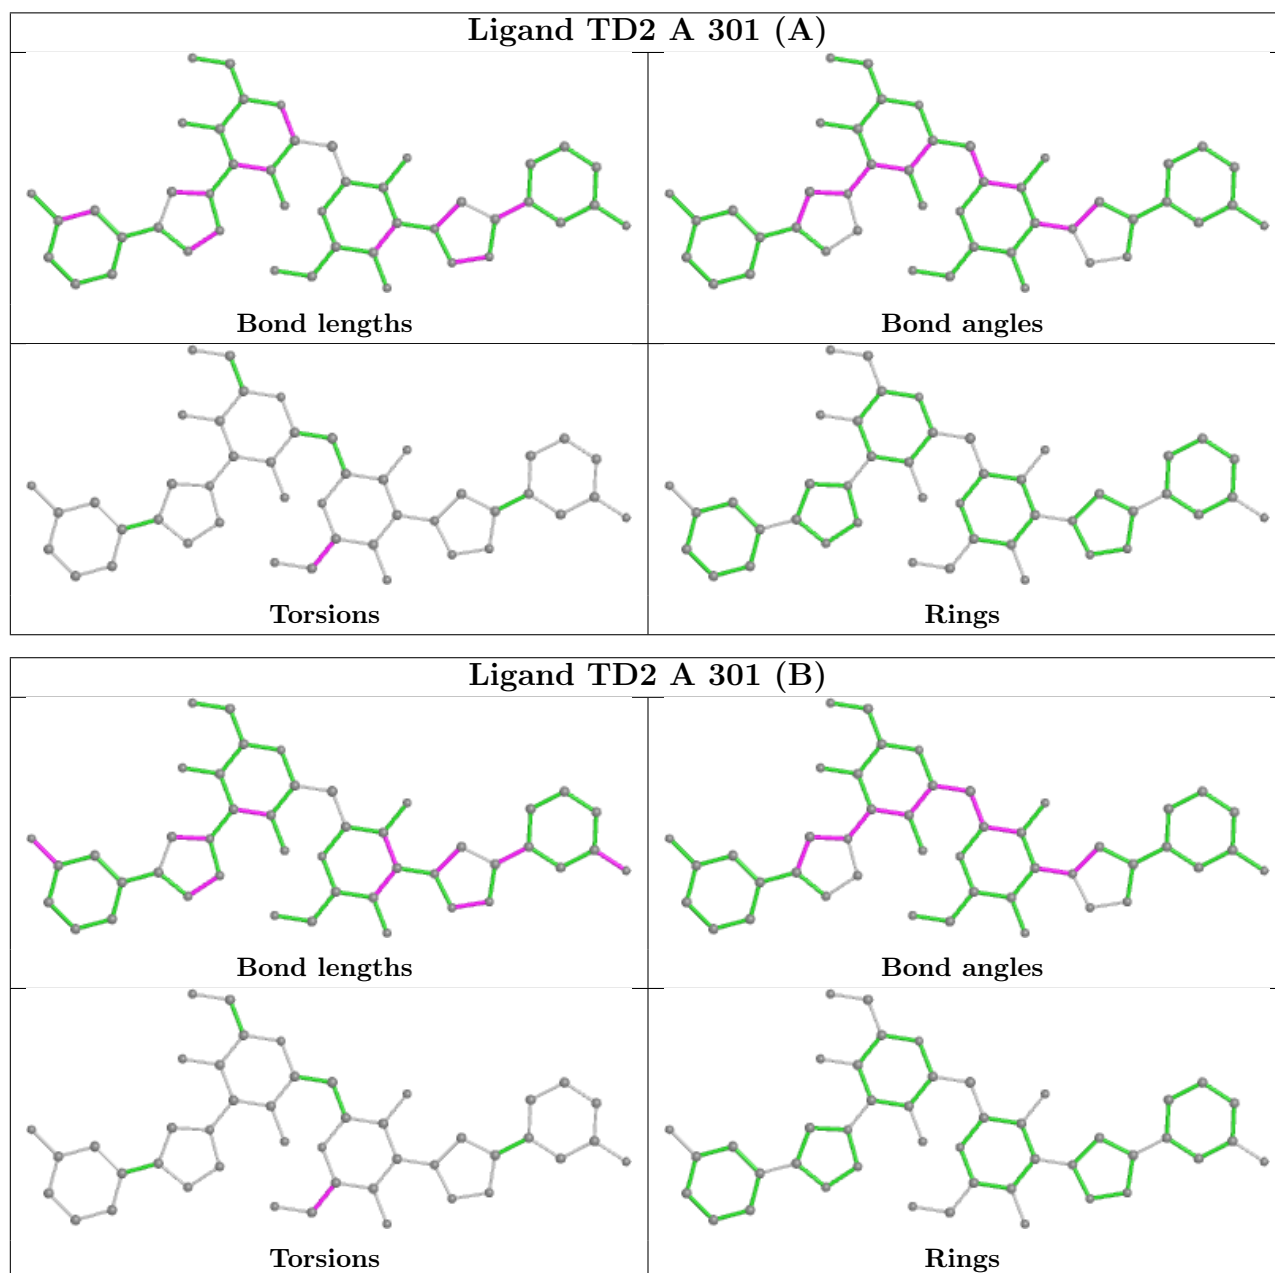 Ligand TD2 A 301 (A)
Bond lengths
Bond angles
Torsions
Rings
Ligand TD2 A 301 (B)
Bond lengths
Bond angles
Torsions
Rings